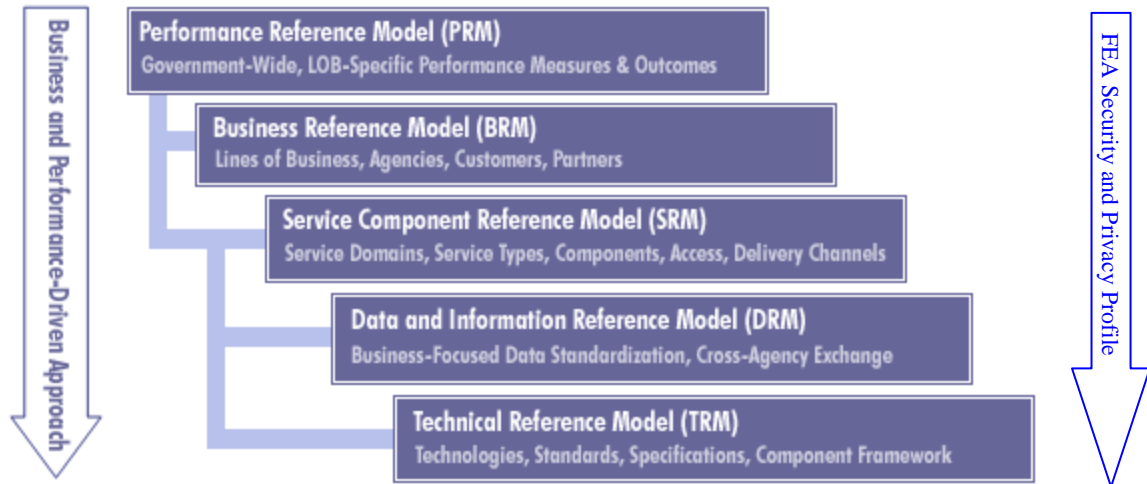 Business and Performance-Driven Approach
Performance Reference Model (PRM)
Government-Wide, LOB-Specific Performance Measures & Outcomes
Business Reference Model (BRM)
Lines of Business, Agencies, Customers, Partners
Service Component Reference Model (SRM)
Service Domains, Service Types, Components, Access, Delivery Channels
Data and Information Reference Model (DRM)
Business-Focused Data Standardization, Cross-Agency Exchange
Technical Reference Model (TRM)
Technologies, Standards, Specifications, Component Framework
FEA Security and Privacy Profile